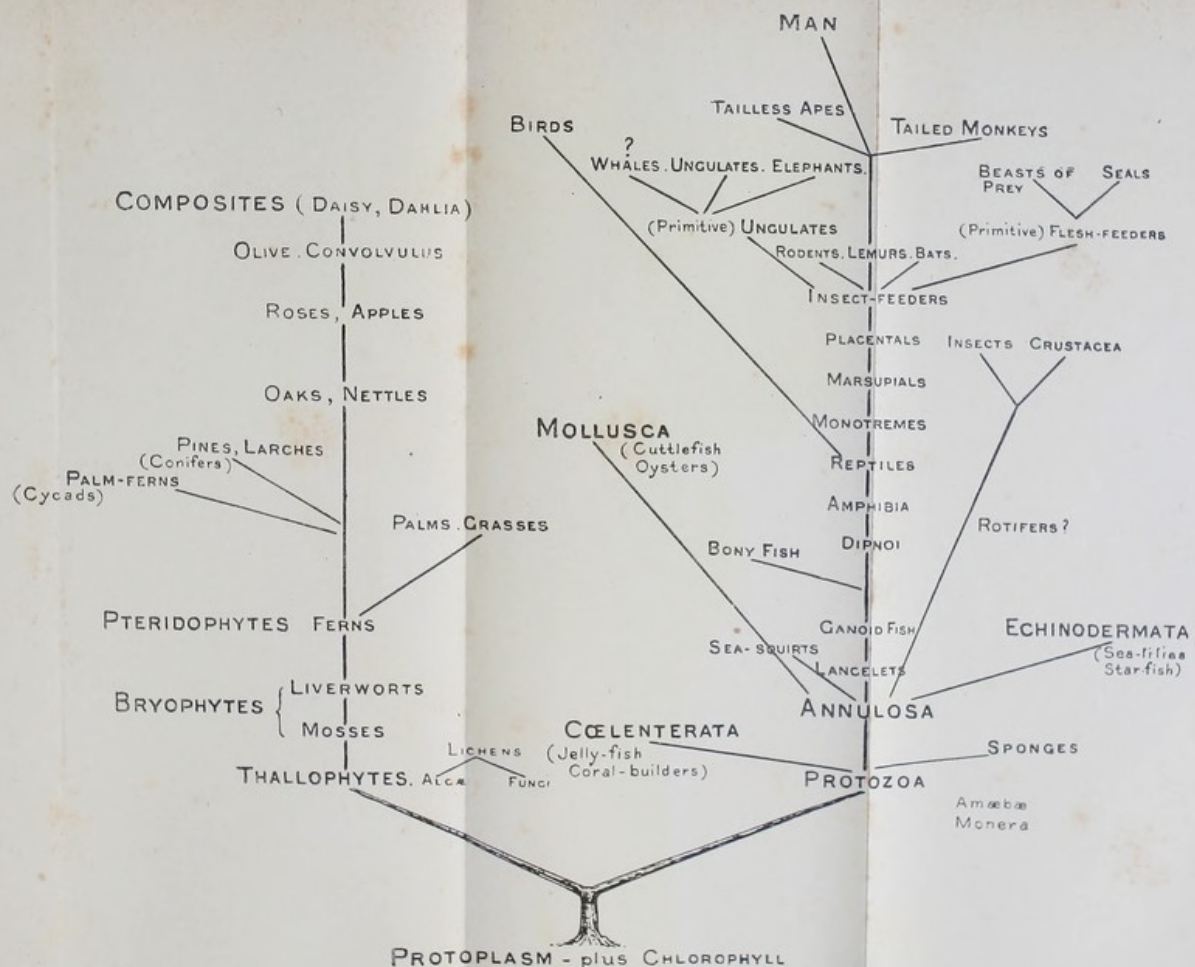 MAN
TAILLESS APES
BIRDS
TAILED MONKEYS
?
WHALES. UNGULATES. ELEPHANTS.
BEASTS OF PREY
SEALS
COMPOSITES (DAISY, DAHLIA)
(Primitive) UNGULATES
(Primitive) FLESH-FEEDERS
OLIVE. CONVOLVULUS
RODENTS. LEMURS. BATS.
INSECT-FEEDERS
ROSES, APPLES
PLACENTALS
INSECTS CRUSTACEA
MARSUPIALS
OAKS, NETTLES
MONOTREMES
MOLLUSCA
(Cuttlefish
Oysters)
PINES, LARCHES
(Conifers)
REPTILES
PALM-FERNS
(Cycads)
AMPHIBIA
PALMS. GRASSES
ROTIFERS?
DIPNOI
BONY FISH
PTERIDOPHYTES FERNS
GANOID FISH
ECHINODERMATA
(Sea-lilies
Star-fish)
SEA-SQUIRTS
LANCELETS
LIVERWORTS
BRYOPHYTES
MOSSES
ANNULOSA
CŒLENTERATA
(Jelly-fish
Coral-builders)
LICHENS
SPONGES
THALLOPHYTES. ALGÆ FUNGI
PROTOZOA
Amæbæ
Monera
PROTOPLASM - plus CHLOROPHYLL